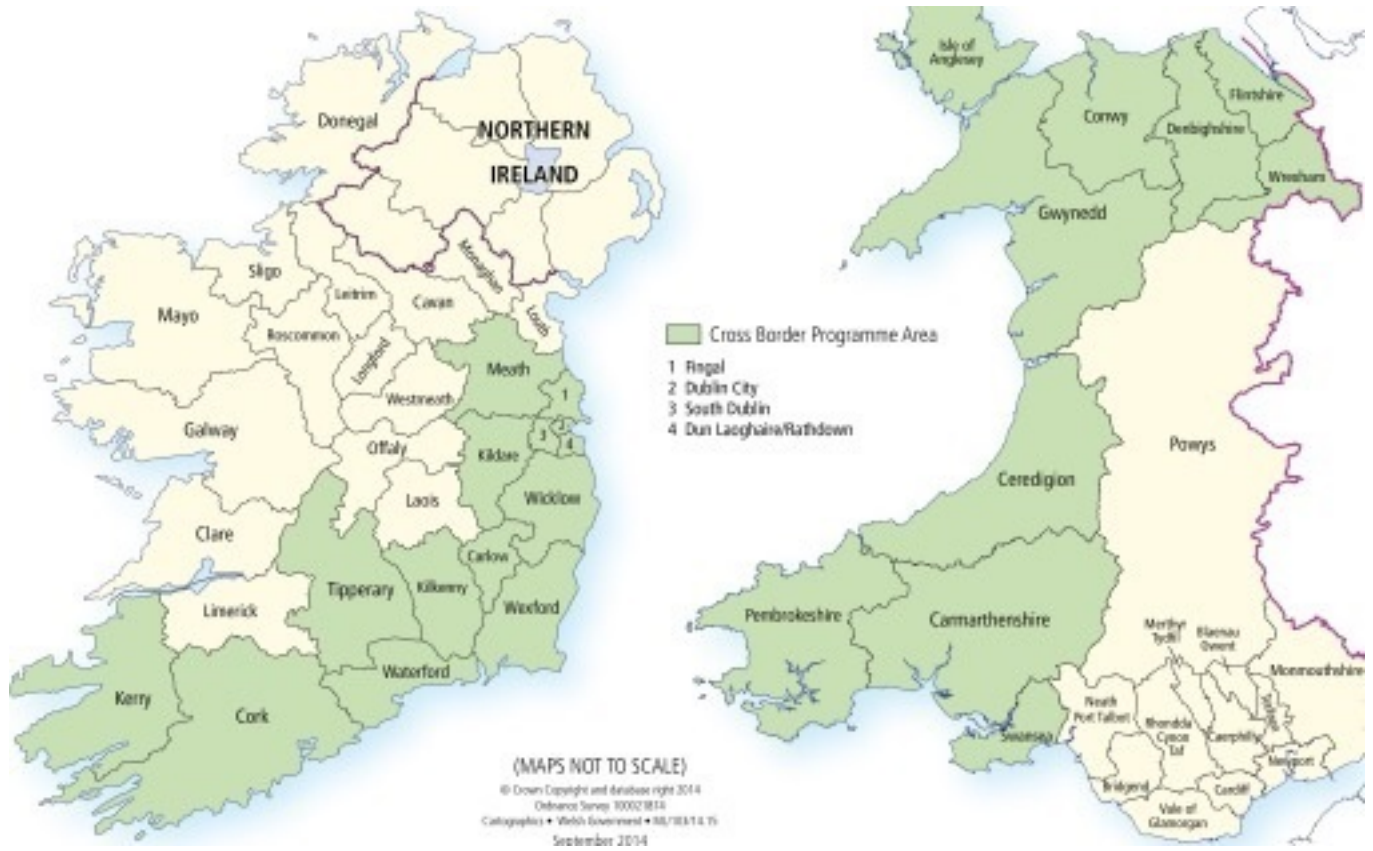 Donegal
NORTHERN
IRELAND
Monaghan
Sligo
Leitrim
Cavan
Louth
Mayo
Roscommon
Longford
Meath
Westmeath
1
Galway
Offaly
Kildare
2
3
4
Laois
Wicklow
Clare
Carlow
Tipperary
Kilkenny
Limerick
Wexford
Waterford
Kerry
Cork
Cross Border Programme Area
1 Fingal
2 Dublin City
3 South Dublin
4 Dun Laoghaire/Rathdown
(MAPS NOT TO SCALE)
© Crown Copyright and database right 2014
Ordnance Survey 100021874
Cartographics • Welsh Government • ML/103/14.15
September 2014
Isle of
Anglesey
Flintshire
Conwy
Denbighshire
Wrexham
Gwynedd
Powys
Ceredigion
Pembrokeshire
Carmarthenshire
Merthyr
Tydfil
Blaenau
Gwent
Monmouthshire
Neath
Port Talbot
Rhondda
Cynon
Taf
Caerphilly
Torfaen
Swansea
Newport
Bridgend
Cardiff
Vale of
Glamorgan